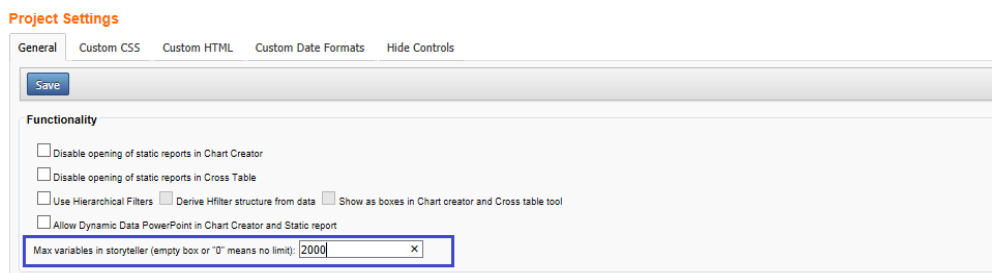 Project Settings
General Custom CSS Custom HTML Custom Date Formats Hide Controls
Save
Functionality
Disable opening of static reports in Chart Creator
Disable opening of static reports in Cross Table
Use Hierarchical Filters Derive Hfilter structure from data Show as boxes in Chart creator and Cross table tool
Allow Dynamic Data PowerPoint in Chart Creator and Static report
Max variables in storyteller (empty box or "0" means no limit): 2000 ×